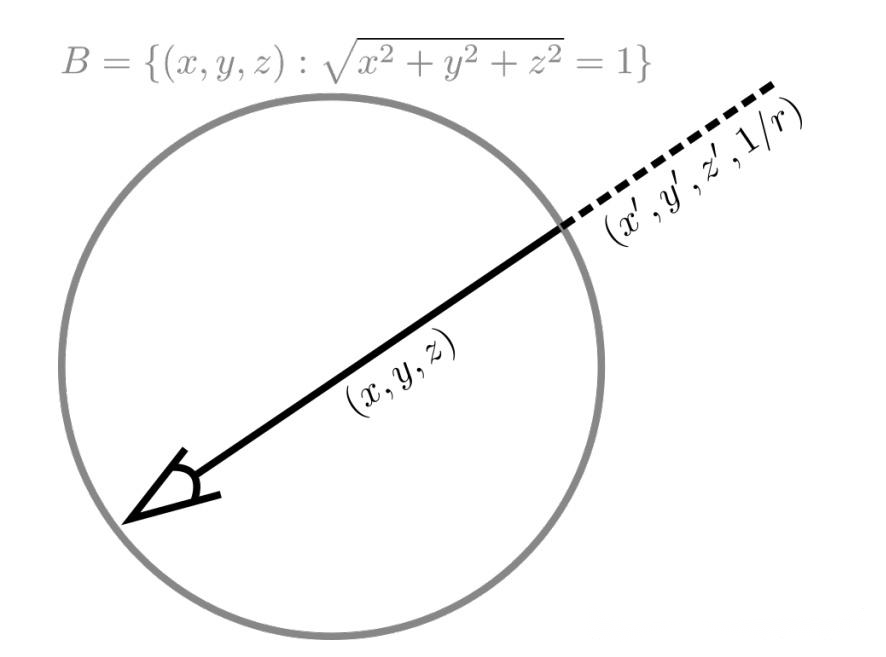 B = {(x, y, z) : √x² + y² + z² = 1}
(x′, y′, z′, 1/r)
(x, y, z)